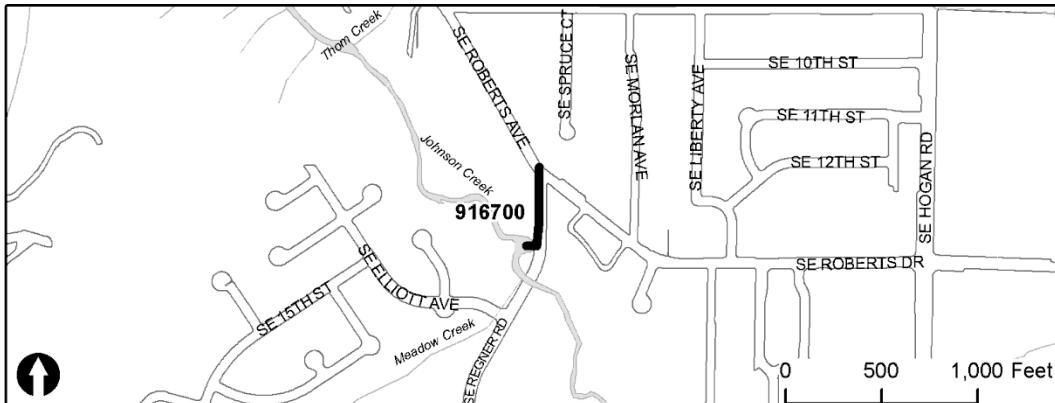 Thom Creek
SE ROBERTS AVE
SE SPRUCE CT
SE MORLAN AVE
SE LIBERTY AVE
SE 10TH ST
SE 11TH ST
SE 12TH ST
SE HOGAN RD
Johnson Creek
916700
SE ROBERTS DR
SE ELLIOTT AVE
SE 15TH ST
Meadow Creek
SE REGNER RD
0 500 1,000 Feet